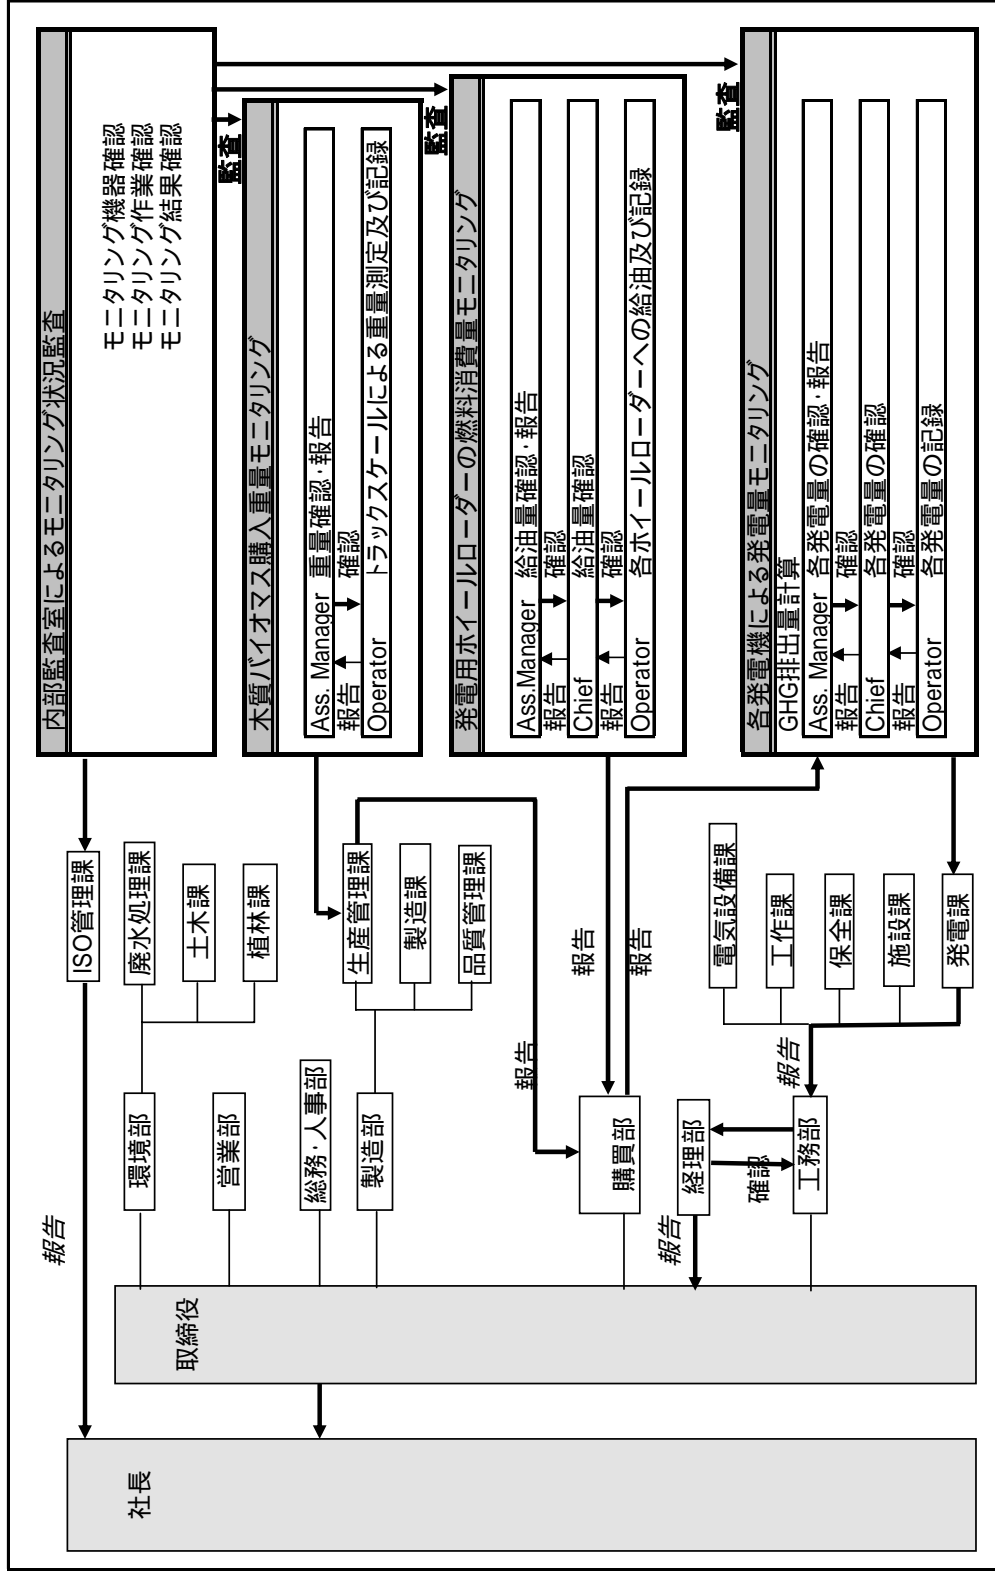 社長
取締役
報告
環境部
営業部
総務・人事部
製造部
購買部
経理部
工務部
報告
確認
報告
ISO管理課
廃水処理課
土木課
植林課
生産管理課
製造課
品質管理課
報告
報告
報告
電気設備課
工作課
保全課
施設課
発電課
内部監査室によるモニタリング状況監査
モニタリング機器確認
モニタリング作業確認
モニタリング結果確認
監査
木質バイオマス購入重量モニタリング
Ass. Manager 重量確認・報告
報告 確認
Operator トラックスケールによる重量測定及び記録
監査
発電用ホイールローダーの燃料消費量モニタリング
Ass.Manager 給油量確認・報告
報告 確認
Chief 給油量確認
報告 確認
Operator 各ホイールローダーへの給油及び記録
監査
各発電機による発電量モニタリング
GHG排出量計算
Ass. Manager 各発電量の確認・報告
報告 確認
Chief 各発電量の確認
報告 確認
Operator 各発電量の記録